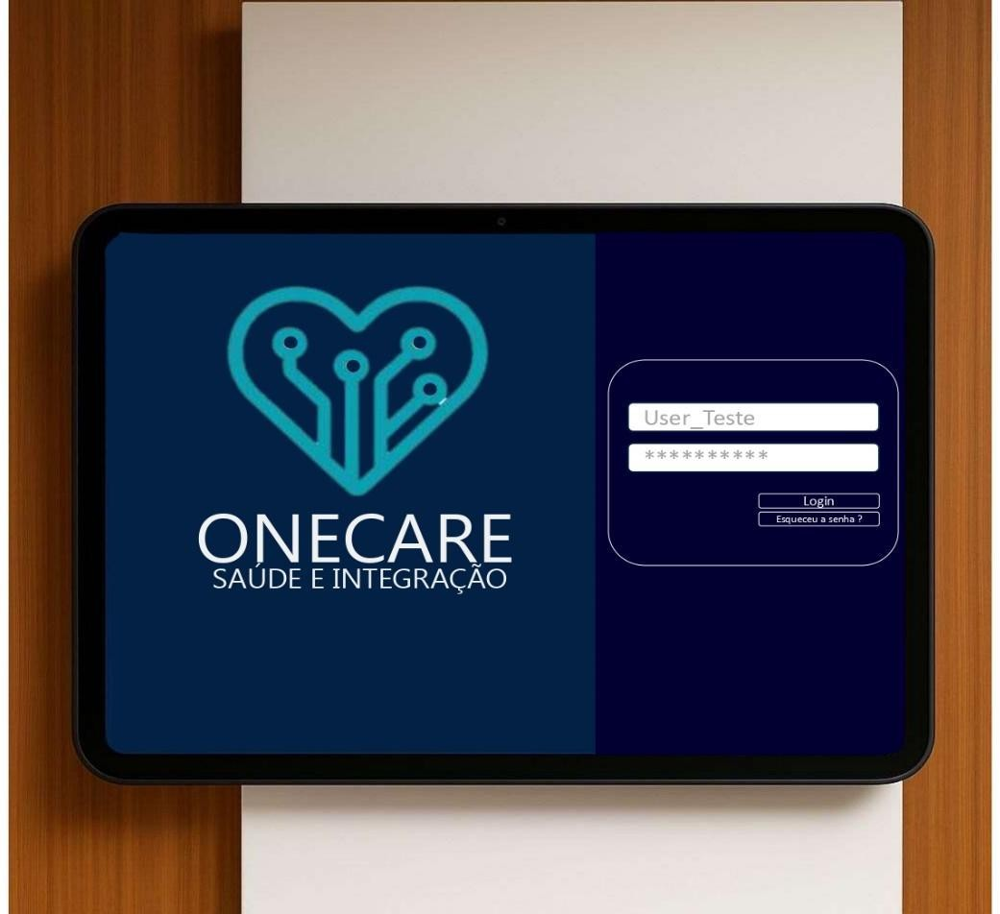 ONECARE
SAÚDE E INTEGRAÇÃO
User_Teste
**********
Login
Esqueceu a senha ?